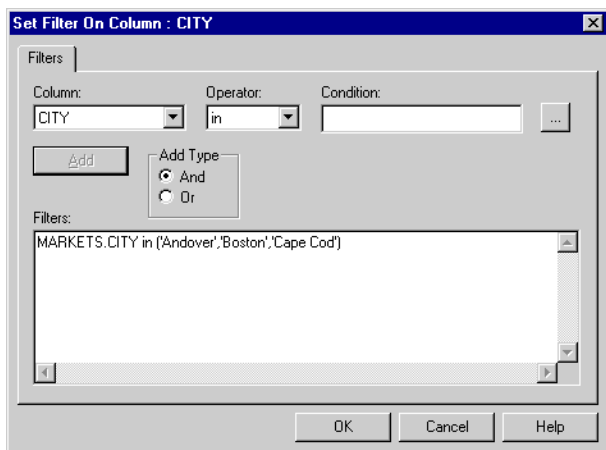 Set Filter On Column : CITY
Filters
Column:
Operator:
Condition:
CITY
in
...
Add
Add Type
And
Or
Filters:
MARKETS.CITY in ('Andover','Boston','Cape Cod')
OK
Cancel
Help